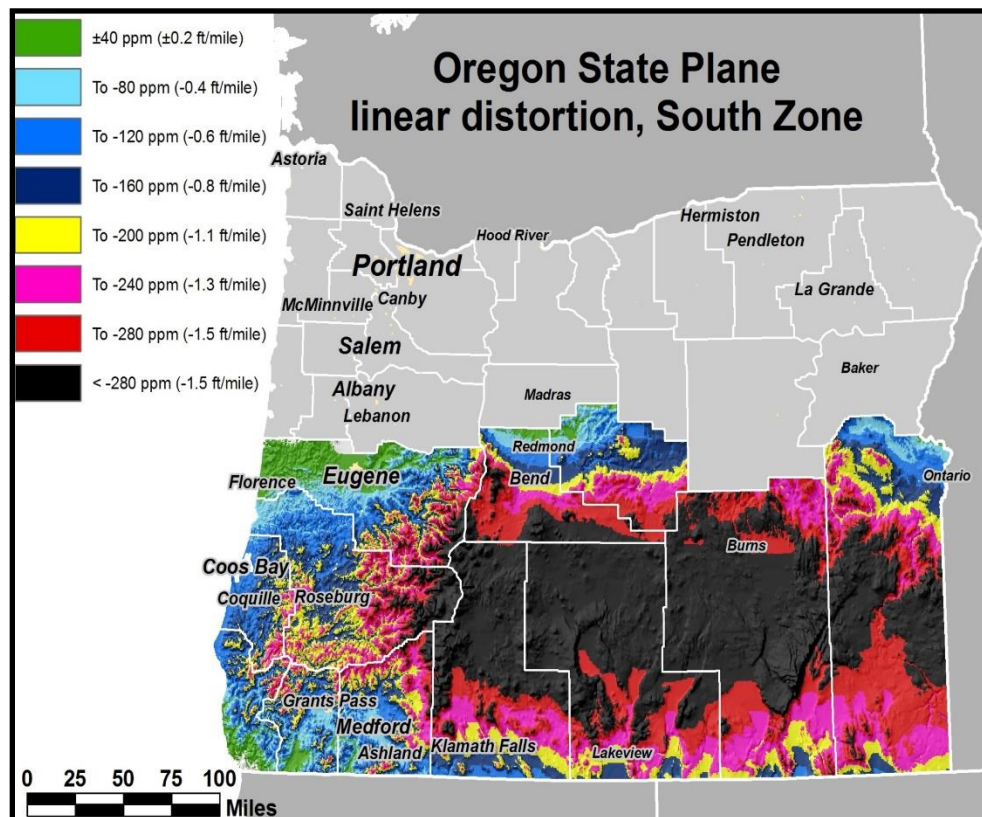 Oregon State Plane
linear distortion, South Zone
±40 ppm (±0.2 ft/mile)
To -80 ppm (-0.4 ft/mile)
To -120 ppm (-0.6 ft/mile)
To -160 ppm (-0.8 ft/mile)
To -200 ppm (-1.1 ft/mile)
To -240 ppm (-1.3 ft/mile)
To -280 ppm (-1.5 ft/mile)
< -280 ppm (-1.5 ft/mile)
Astoria
Saint Helens
Hermiston
Hood River
Pendleton
Portland
La Grande
McMinnville
Canby
Salem
Baker
Albany
Madras
Lebanon
Redmond
Eugene
Bend
Florence
Ontario
Burns
Coos Bay
Coquille
Roseburg
Grants Pass
Medford
Ashland
Klamath Falls
Lakeview
0 25 50 75 100
Miles